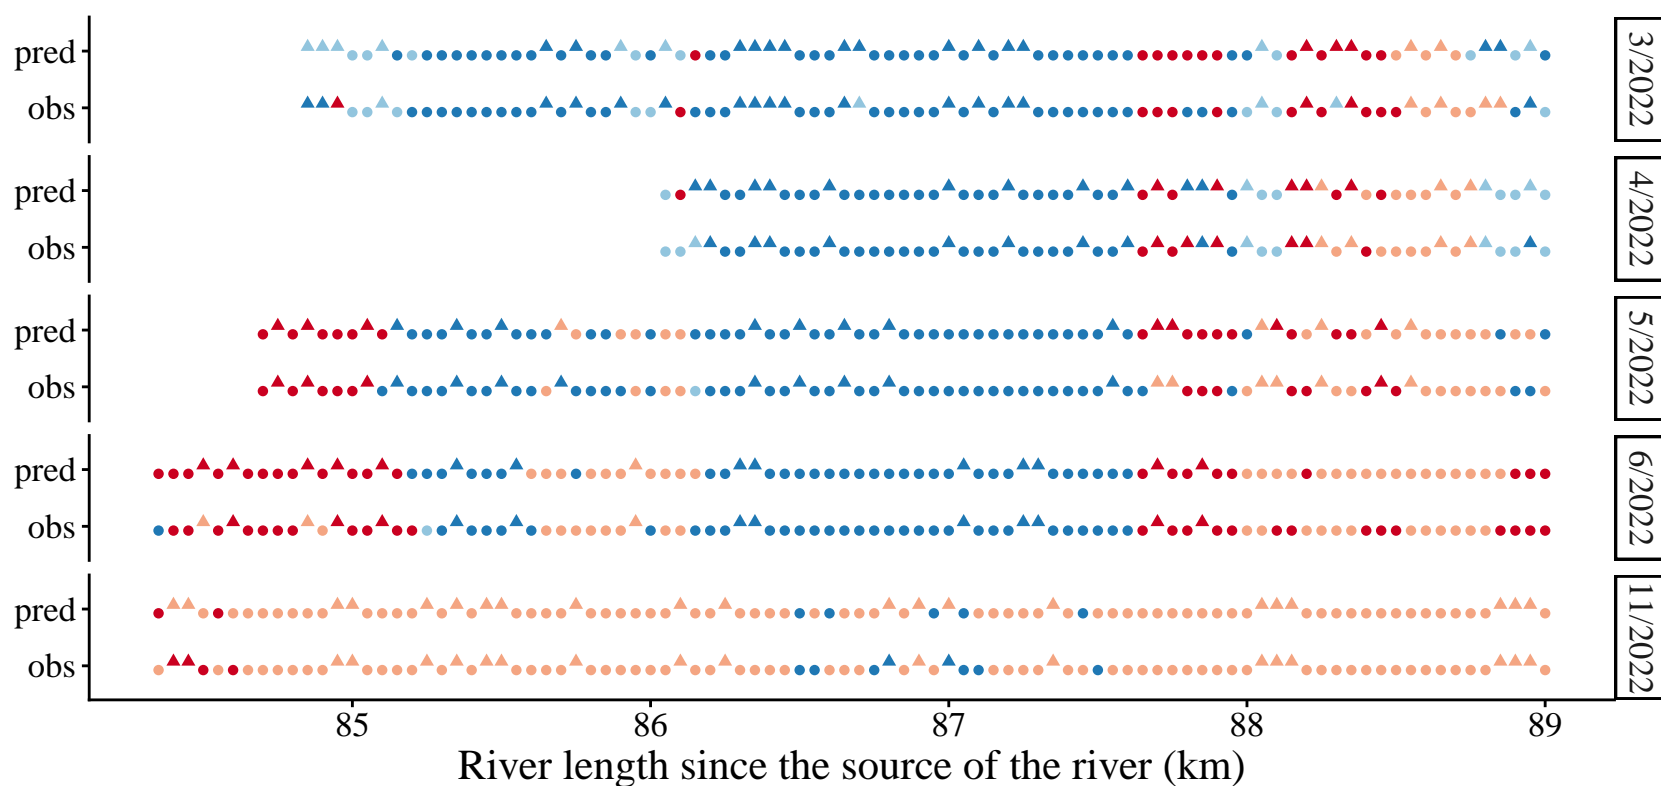 pred
obs
3/2022
pred
obs
4/2022
pred
obs
5/2022
pred
obs
6/2022
pred
obs
11/2022
85 86 87 88 89
River length since the source of the river (km)